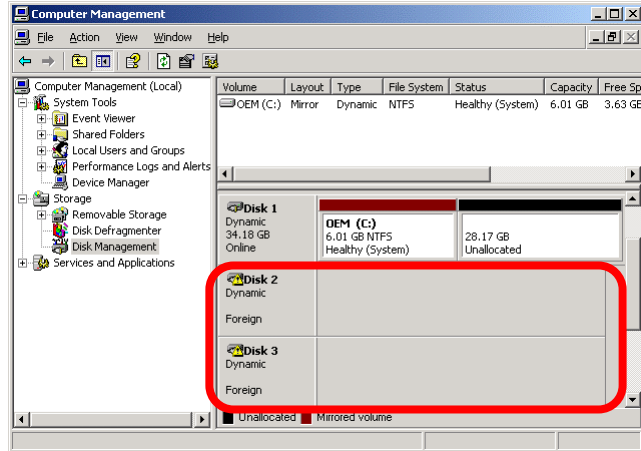 Computer Management
File Action View Window Help
Computer Management (Local)
System Tools
Event Viewer
Shared Folders
Local Users and Groups
Performance Logs and Alerts
Device Manager
Storage
Removable Storage
Disk Defragmenter
Disk Management
Services and Applications
Volume Layout Type File System Status Capacity Free Sp
OEM (C:) Mirror Dynamic NTFS Healthy (System) 6.01 GB 3.63 GB
Disk 1
Dynamic
34.18 GB
Online
OEM (C:)
6.01 GB NTFS
Healthy (System)
28.17 GB
Unallocated
Disk 2
Dynamic
Foreign
Disk 3
Dynamic
Foreign
Unallocated Mirrored volume